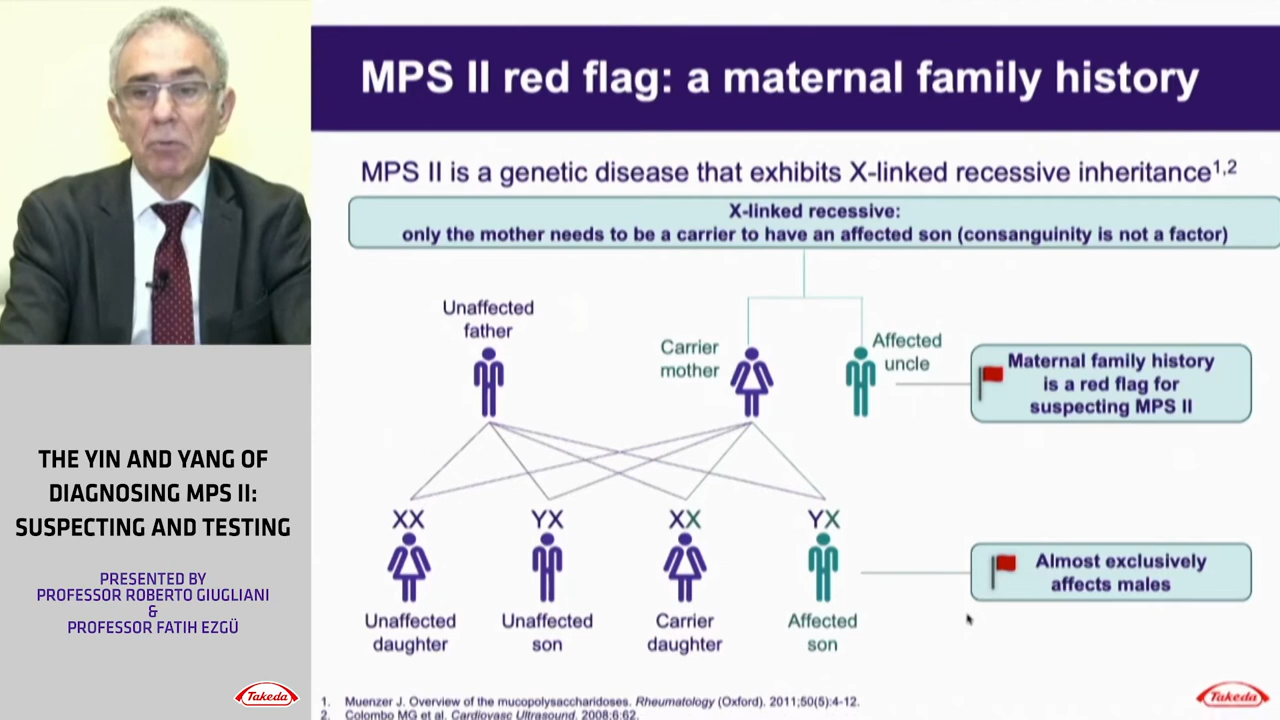 MPS II red flag: a maternal family history
MPS II is a genetic disease that exhibits X-linked recessive inheritance1,2
X-linked recessive:
only the mother needs to be a carrier to have an affected son (consanguinity is not a factor)
Unaffected
father
Carrier
mother
Affected
uncle
Maternal family history
is a red flag for
suspecting MPS II
XX
YX
XX
YX
Unaffected
daughter
Unaffected
son
Carrier
daughter
Affected
son
Almost exclusively
affects males
1. Muenzer J. Overview of the mucopolysaccharidoses. Rheumatology (Oxford). 2011;50(5):4-12.
2. Colombo MG et al. Cardiovasc Ultrasound. 2008;6:62.
Takeda
THE YIN AND YANG OF
DIAGNOSING MPS II:
SUSPECTING AND TESTING
PRESENTED BY
PROFESSOR ROBERTO GIUGLIANI
&
PROFESSOR FATIH EZGÜ
Takeda